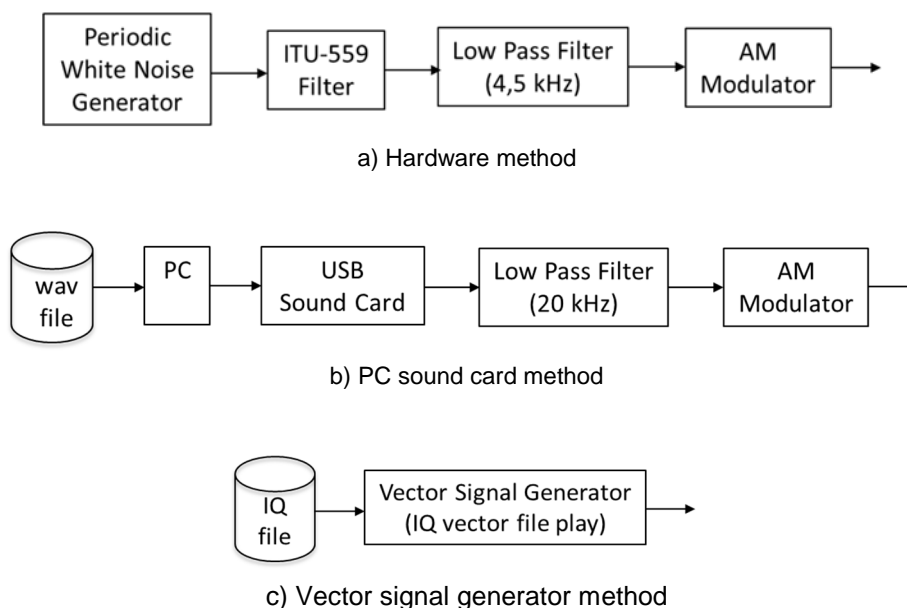 Periodic
White Noise
Generator
ITU-559
Filter
Low Pass Filter
(4,5 kHz)
AM
Modulator
a) Hardware method
wav
file
PC
USB
Sound Card
Low Pass Filter
(20 kHz)
AM
Modulator
b) PC sound card method
IQ
file
Vector Signal Generator
(IQ vector file play)
c) Vector signal generator method